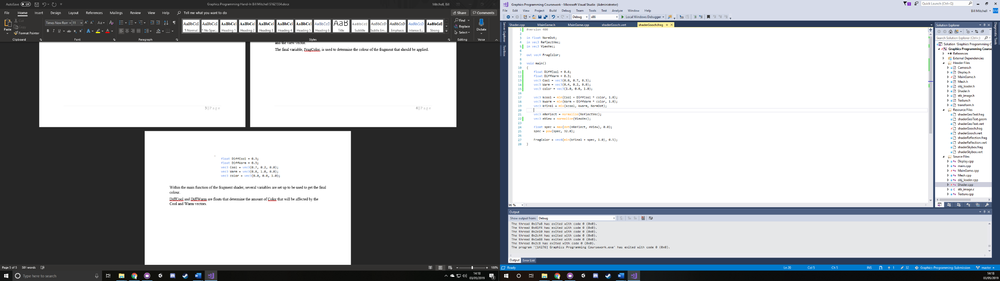 AutoSave Off
Graphics Programming Hand-In Bill Mitchell S1621554.docx
Mitchell, Bill
File Home Insert Design Layout References Mailings Review View Help Tell me what you want to do
Share Comments
Paste
Cut
Copy
Format Painter
Times New Rorr 11
AaBbCcI AaBbCcI AaBbCc AaBbCc AaBbCc AaBbCc AaBbCc AaBbCcD AaB AaBbCcD AaBbCcD AaBbCcD AaBbCcD AaBbCcD
¶ Normal ¶ No Spac... Heading 1 Heading 2 Heading 3 Heading 4 Heading 5 Heading 6 Title Subtitle Subtle Em... Emphasis Intense E... Strong
Find
Replace
Select
Dictate
Clipboard Font Paragraph Styles Editing Voice
and the view vector.
The final variable, FragColor, is used to determine the colour of the fragment that should be applied.
3 | Page
4 | Page
float DiffCool = 0.3;
float DiffWarm = 0.3;
vec3 Cool = vec3(0.7, 0.2, 0.0);
vec3 Warm = vec3(0.0, 1.0, 0.0);
vec3 color = vec3(0.0, 0.0, 1.0);
Within the main function of the fragment shader, several variables are set up to be used to get the final
colour.
DiffCool and DiffWarm are floats that determine the amount of Color that will be affected by the
Cool and Warm vectors.
Page 5 of 5 581 words
100%
Type here to search
14:18
03/05/2019
Graphics Programming Coursework - Microsoft Visual Studio (Administrator)
Quick Launch (Ctrl+Q)
File Edit View Project Build Debug Team Tools Test Analyze Window Help
Bill Mitchell BM
Debug x86 Local Windows Debugger
Server Explorer
Toolbox
Shader.cpp MainGame.h MainGame.cpp shaderGooch.vert shaderGooch.frag
1 #version 400
2
3 in float NormDot;
4 in vec3 ReflectVec;
5 in vec3 ViewVec;
6
7 out vec4 FragColor;
8
9 void main()
10 {
11 float DiffCool = 0.6;
12 float DiffWarm = 0.3;
13 vec3 Cool = vec3(0.0, 0.7, 0.3);
14 vec3 Warm = vec3(0.4, 0.2, 0.0);
15 vec3 color = vec3(1.0, 0.0, 1.0);
16
17 vec3 kcool = min(Cool + DiffCool * color, 1.0);
18 vec3 kwarm = min(Warm + DiffWarm * color, 1.0);
19 vec3 kfinal = mix(kcool, kwarm, NormDot);
20
21 vec3 nReflect = normalize(ReflectVec);
22 vec3 nView = normalize(ViewVec);
23
24 float spec = max(dot(nReflect, nView), 0.0);
25 spec = pow(spec, 32.0);
26
27 FragColor = vec4(min(kfinal + spec, 1.0), 0.5);
28 }
96 %
Output
Show output from: Debug
The thread 0x17a8 has exited with code 0 (0x0).
The thread 0x41f4 has exited with code 0 (0x0).
The thread 0x2e10 has exited with code 0 (0x0).
The thread 0x2c44 has exited with code 0 (0x0).
The thread 0x1a88 has exited with code 0 (0x0).
The thread 0x2c8 has exited with code 0 (0x0).
The program '[14276] Graphics Programming Coursework.exe' has exited with code 0 (0x0).
Output Error List
Solution Explorer
Search Solution Explorer (Ctrl+;)
Solution 'Graphics Programming C
Graphics Programming Course
References
External Dependencies
Header Files
Camera.h
Display.h
MainGame.h
Mesh.h
obj_loader.h
Shader.h
stb_image.h
Texture.h
transform.h
Resource Files
shaderGeoText.frag
shaderGeoText.geom
shaderGeoText.vert
shaderGooch.frag
shaderGooch.vert
shaderReflection.frag
shaderReflection.vert
shaderSkybox.frag
shaderSkybox.vert
Source Files
Display.cpp
main.cpp
MainGame.cpp
Mesh.cpp
obj_loader.cpp
Shader.cpp
stb_image.c
Texture.cpp
Diagnostic Tools
Ready Ln 20 Col 5 Ch 5 INS 1 32 Graphics-Programming-Submission master
14:18
03/05/2019